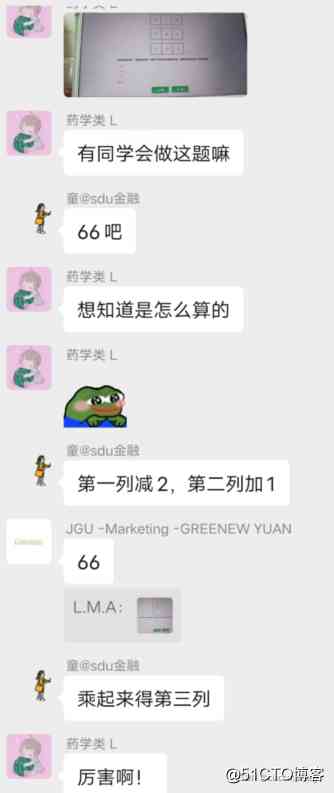 药学类 L
有同学会做这题嘛
童@sdu金融
66吧
药学类 L
想知道是怎么算的
药学类 L
童@sdu金融
第一列减2，第二列加1
JGU -Marketing -GREENEW YUAN
66
L.M.A：
童@sdu金融
乘起来得第三列
药学类 L
厉害啊！
@51CTO博客